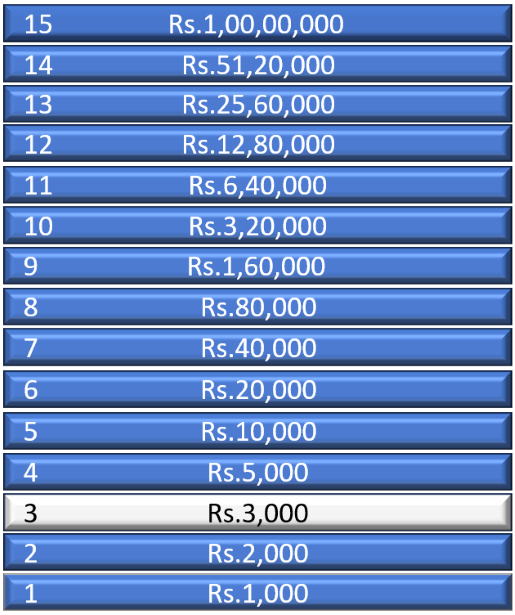 15 Rs.1,00,00,000
14 Rs.51,20,000
13 Rs.25,60,000
12 Rs.12,80,000
11 Rs.6,40,000
10 Rs.3,20,000
9 Rs.1,60,000
8 Rs.80,000
7 Rs.40,000
6 Rs.20,000
5 Rs.10,000
4 Rs.5,000
3 Rs.3,000
2 Rs.2,000
1 Rs.1,000